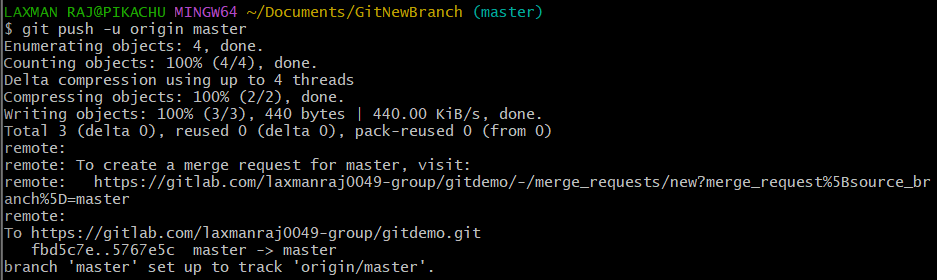 LAXMAN RAJ@PIKACHU MINGW64 ~/Documents/GitNewBranch (master)
$ git push -u origin master
Enumerating objects: 4, done.
Counting objects: 100% (4/4), done.
Delta compression using up to 4 threads
Compressing objects: 100% (2/2), done.
Writing objects: 100% (3/3), 440 bytes | 440.00 KiB/s, done.
Total 3 (delta 0), reused 0 (delta 0), pack-reused 0 (from 0)
remote:
remote: To create a merge request for master, visit:
remote:   https://gitlab.com/laxmanraj0049-group/gitdemo/-/merge_requests/new?merge_request%5Bsource_br
anch%5D=master
remote:
To https://gitlab.com/laxmanraj0049-group/gitdemo.git
   fbd5c7e..5767e5c  master -> master
branch 'master' set up to track 'origin/master'.